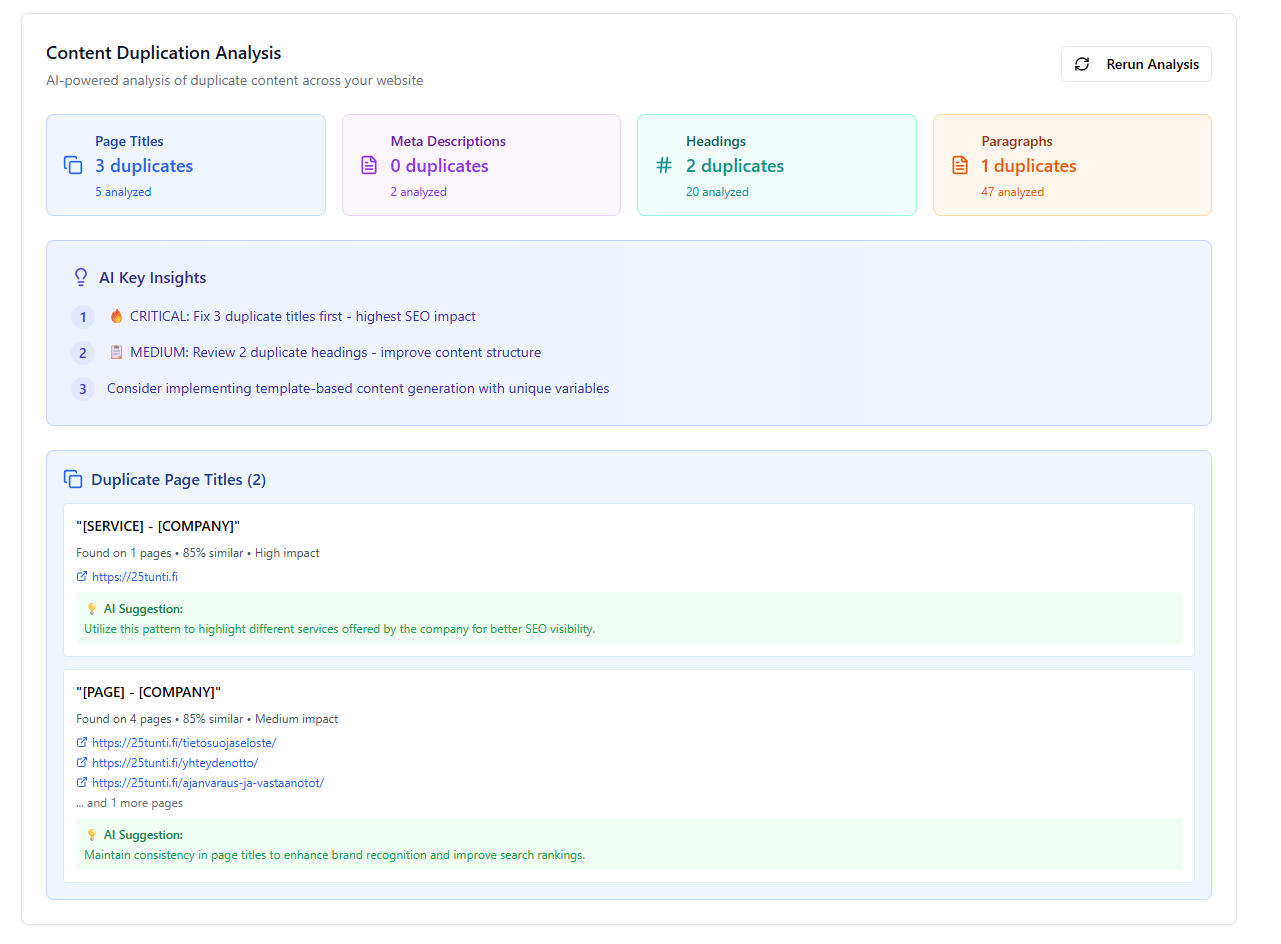 Content Duplication Analysis
AI-powered analysis of duplicate content across your website
Rerun Analysis
Page Titles
3 duplicates
5 analyzed
Meta Descriptions
0 duplicates
2 analyzed
Headings
2 duplicates
20 analyzed
Paragraphs
1 duplicates
47 analyzed
AI Key Insights
1 🔥 CRITICAL: Fix 3 duplicate titles first - highest SEO impact
2 📋 MEDIUM: Review 2 duplicate headings - improve content structure
3 Consider implementing template-based content generation with unique variables
Duplicate Page Titles (2)
"[SERVICE] - [COMPANY]"
Found on 1 pages • 85% similar • High impact
https://25tunti.fi
💡 AI Suggestion:
Utilize this pattern to highlight different services offered by the company for better SEO visibility.
"[PAGE] - [COMPANY]"
Found on 4 pages • 85% similar • Medium impact
https://25tunti.fi/tietosuojaseloste/
https://25tunti.fi/yhteydenotto/
https://25tunti.fi/ajanvaraus-ja-vastaanotot/
... and 1 more pages
💡 AI Suggestion:
Maintain consistency in page titles to enhance brand recognition and improve search rankings.